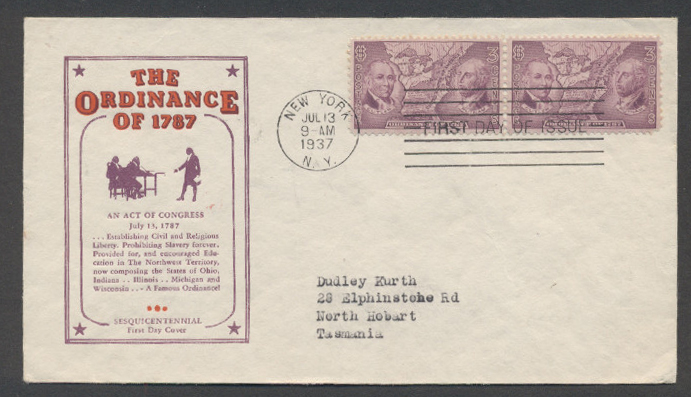 THE
ORDINANCE
OF 1787
AN ACT OF CONGRESS
July 13, 1787
. . . Establishing Civil and Religious
Liberty. Prohibiting Slavery forever.
Provided for, and encouraged Edu-
cation in The Northwest Territory,
now composing the States of Ohio,
Indiana . . Illinois . . Michigan and
Wisconsin . . - A Famous Ordinance!
SESQUICENTENNIAL
First Day Cover
NEW YORK
JUL 13
9-AM
1937
N.Y.
3
3
FIRST DAY OF ISSUE
Dudley Kurth
28 Elphinstone Rd
North Hobart
Tasmania